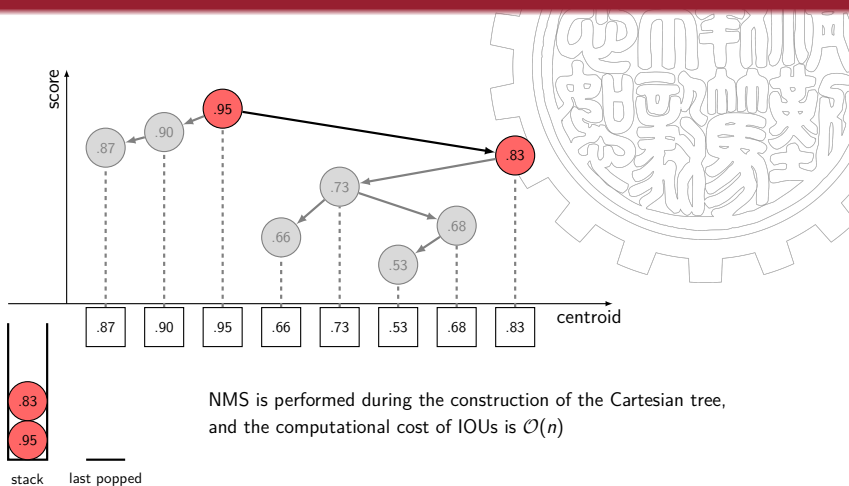 score
.95
.90
.87
.83
.73
.68
.66
.53
.87 .90 .95 .66 .73 .53 .68 .83
centroid
.83
.95
NMS is performed during the construction of the Cartesian tree,
and the computational cost of IOUs is 𝒪(n)
stack last popped